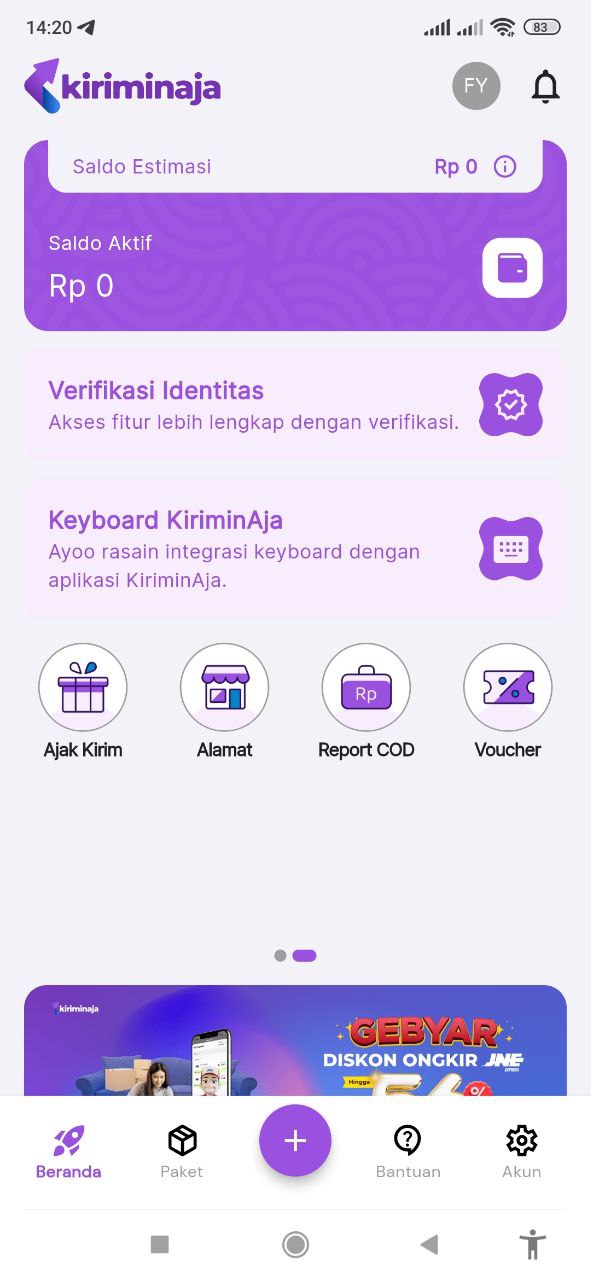 14:20
83
kiriminaja
FY
Saldo Estimasi
Rp 0
Saldo Aktif
Rp 0
Verifikasi Identitas
Akses fitur lebih lengkap dengan verifikasi.
Keyboard KiriminAja
Ayoo rasain integrasi keyboard dengan
aplikasi KiriminAja.
Rp
Ajak Kirim
Alamat
Report COD
Voucher
kiriminaja
GEBYAR
DISKON ONGKIR JNE
EXPRESS
Hingga
%
Beranda
Paket
Bantuan
Akun